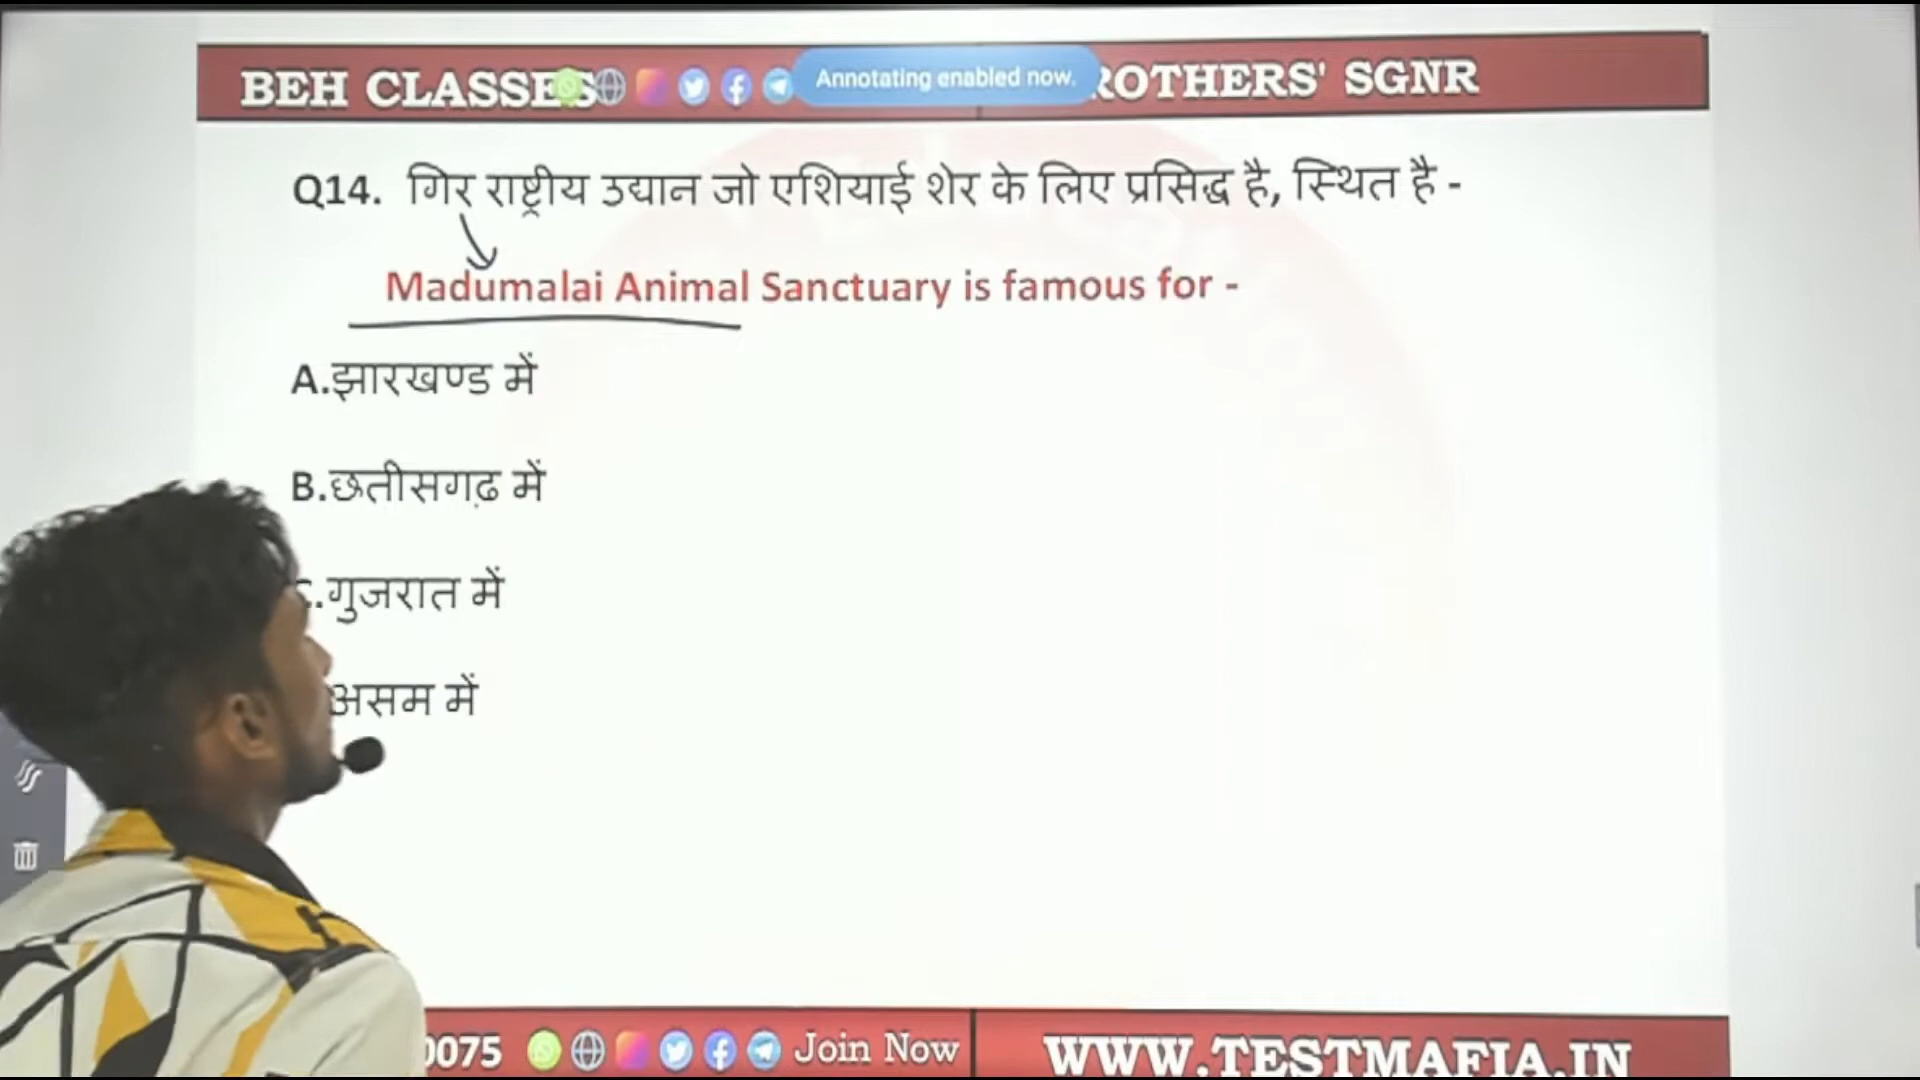 BEH CLASSES Annotating enabled now. ROTHERS' SGNR
Q14. गिर राष्ट्रीय उद्यान जो एशियाई शेर के लिए प्रसिद्ध है, स्थित है -
Madumalai Animal Sanctuary is famous for -
A.झारखण्ड में
B.छतीसगढ़ में
C.गुजरात में
असम में
0075 Join Now WWW.TESTMAFIA.IN